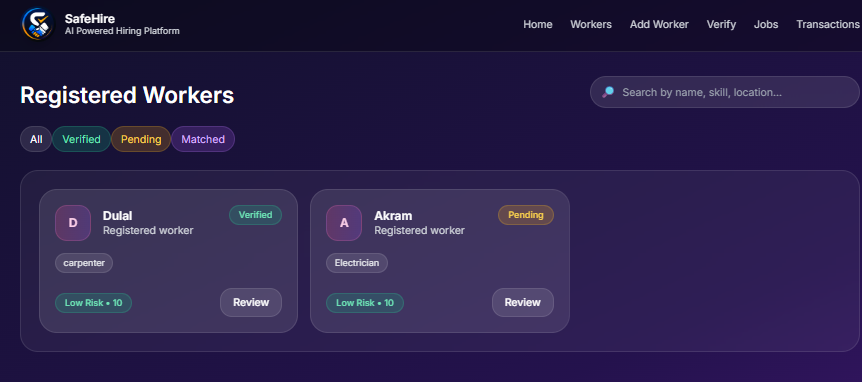 SafeHire
AI Powered Hiring Platform
Home Workers Add Worker Verify Jobs Transactions
Registered Workers
Search by name, skill, location...
All Verified Pending Matched
D
Dulal
Registered worker
Verified
carpenter
Low Risk • 10
Review
A
Akram
Registered worker
Pending
Electrician
Low Risk • 10
Review